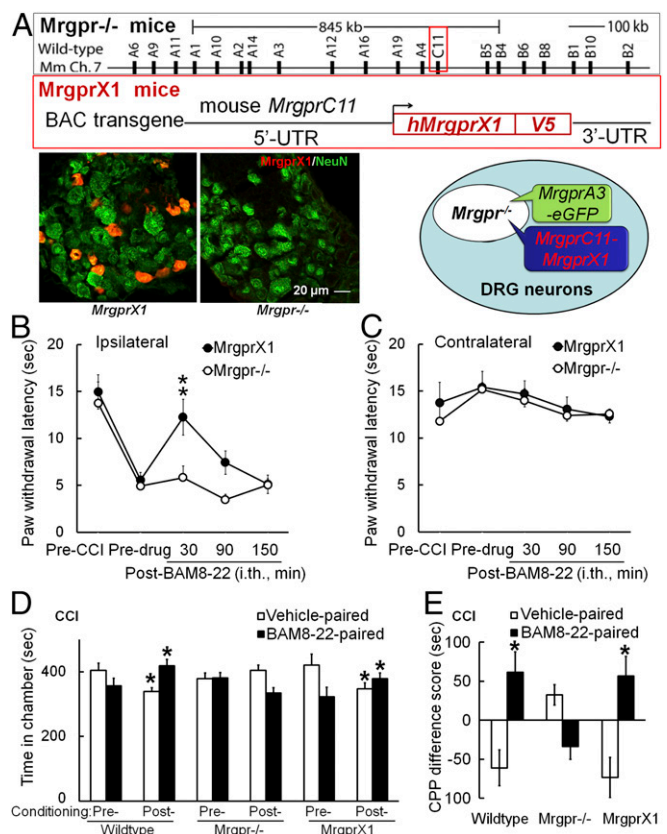 A
Mrgpr-/- mice
845 kb
100 kb
Wild-type
A6 A9 A11 A1 A10 A2 A14 A3 A12 A16 A19 A4 C11 B5 B4 B6 B8 B1 B10 B2
Mm Ch. 7
MrgprX1 mice
BAC transgene
mouse MrgprC11
5'-UTR
hMrgprX1 V5
3'-UTR
MrgprX1/NeuN
20 µm
MrgprX1
Mrgpr-/-
Mrgpr-/-
MrgprA3
-eGFP
MrgprC11-
MrgprX1
DRG neurons
B
Ipsilateral
MrgprX1
Mrgpr-/-
**
Paw withdrawal latency (sec)
20
15
10
5
0
Pre-CCI Pre-drug 30 90 150
Post-BAM8-22 (i.th., min)
C
Contralateral
MrgprX1
Mrgpr-/-
Paw withdrawal latency (sec)
20
15
10
5
0
Pre-CCI Pre-drug 30 90 150
Post-BAM8-22 (i.th., min)
D
CCI
Vehicle-paired
BAM8-22-paired
Time in chamber (sec)
600
400
200
0
* * * *
Conditioning: Pre- Post- Pre- Post- Pre- Post-
Wildtype Mrgpr-/- MrgprX1
E
CCI
Vehicle-paired
BAM8-22-paired
CPP difference score (sec)
100
50
0
-50
-100
* *
Wildtype Mrgpr-/- MrgprX1